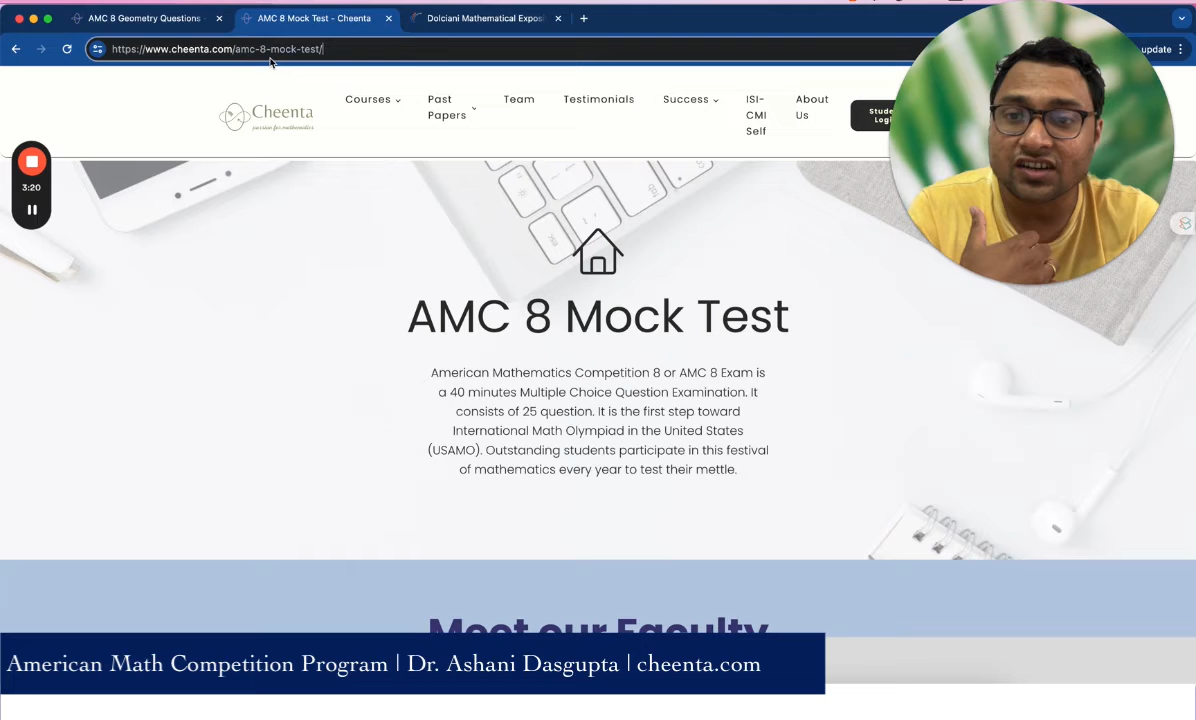 AMC 8 Geometry Questions
AMC 8 Mock Test - Cheenta
Dolciani Mathematical Exposi
https://www.cheenta.com/amc-8-mock-test/
update
Cheenta
passion for mathematics
Courses
Past
Papers
Team
Testimonials
Success
ISI-
CMI
Self
About
Us
Stude
Logi
3:20
AMC 8 Mock Test
American Mathematics Competition 8 or AMC 8 Exam is
a 40 minutes Multiple Choice Question Examination. It
consists of 25 question. It is the first step toward
International Math Olympiad in the United States
(USAMO). Outstanding students participate in this festival
of mathematics every year to test their mettle.
Meet our Faculty
American Math Competition Program | Dr. Ashani Dasgupta | cheenta.com